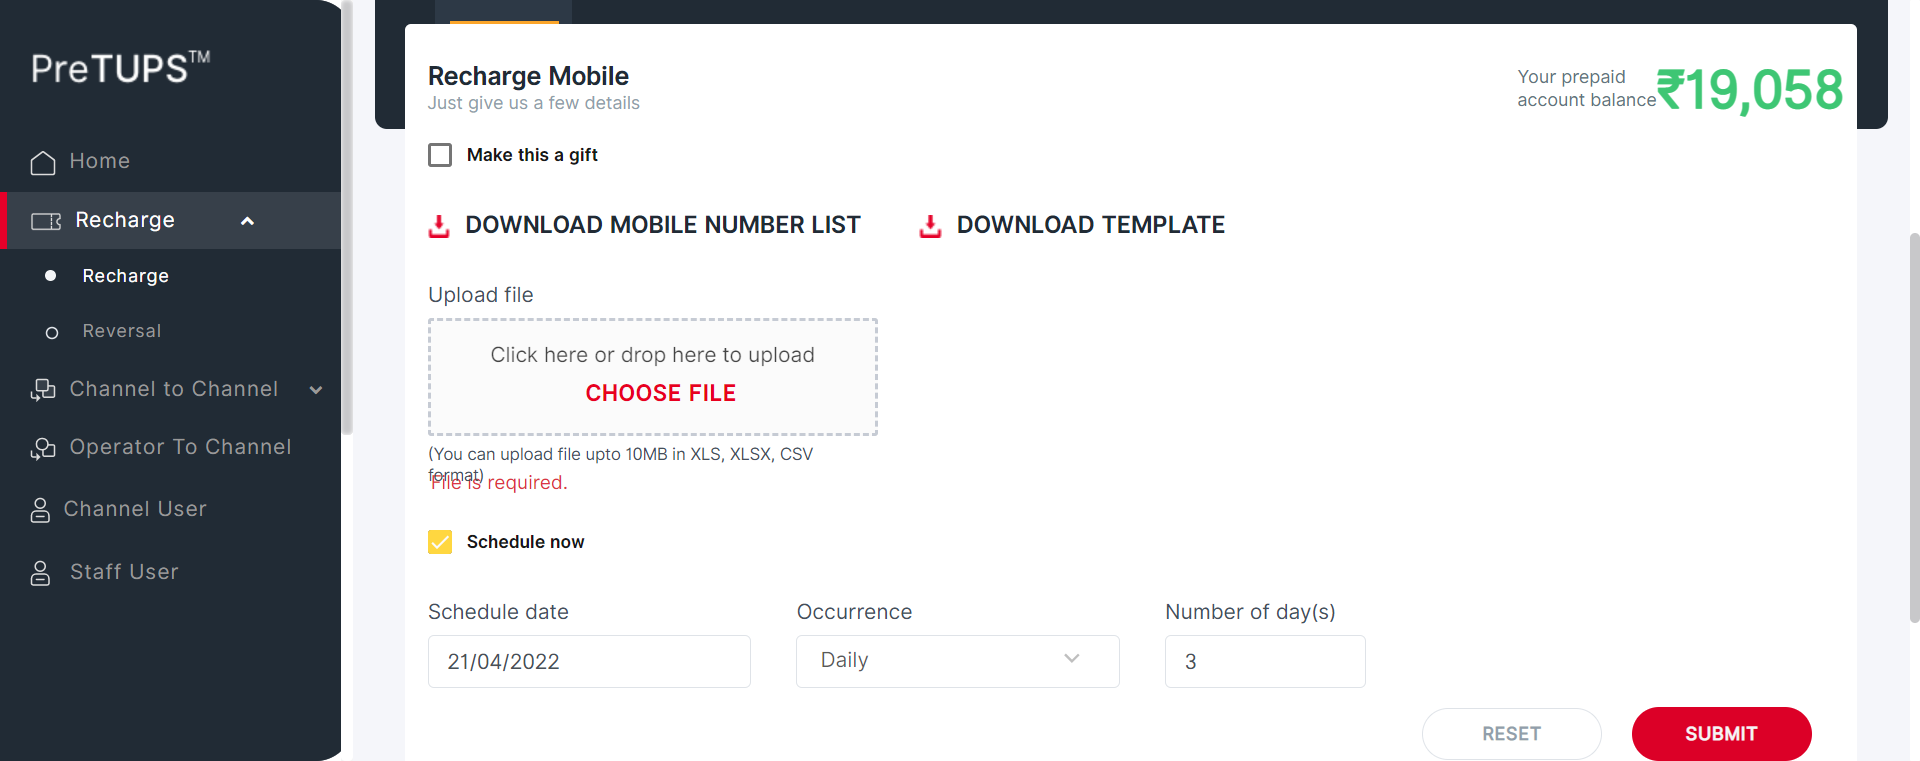 PreTUPS™
Home
Recharge
Recharge
Reversal
Channel to Channel
Operator To Channel
Channel User
Staff User
Recharge Mobile
Just give us a few details
Your prepaid
account balance
₹19,058
Make this a gift
DOWNLOAD MOBILE NUMBER LIST
DOWNLOAD TEMPLATE
Upload file
Click here or drop here to upload
CHOOSE FILE
(You can upload file upto 10MB in XLS, XLSX, CSV
format)
File is required.
Schedule now
Schedule date
21/04/2022
Occurrence
Daily
Number of day(s)
3
RESET
SUBMIT